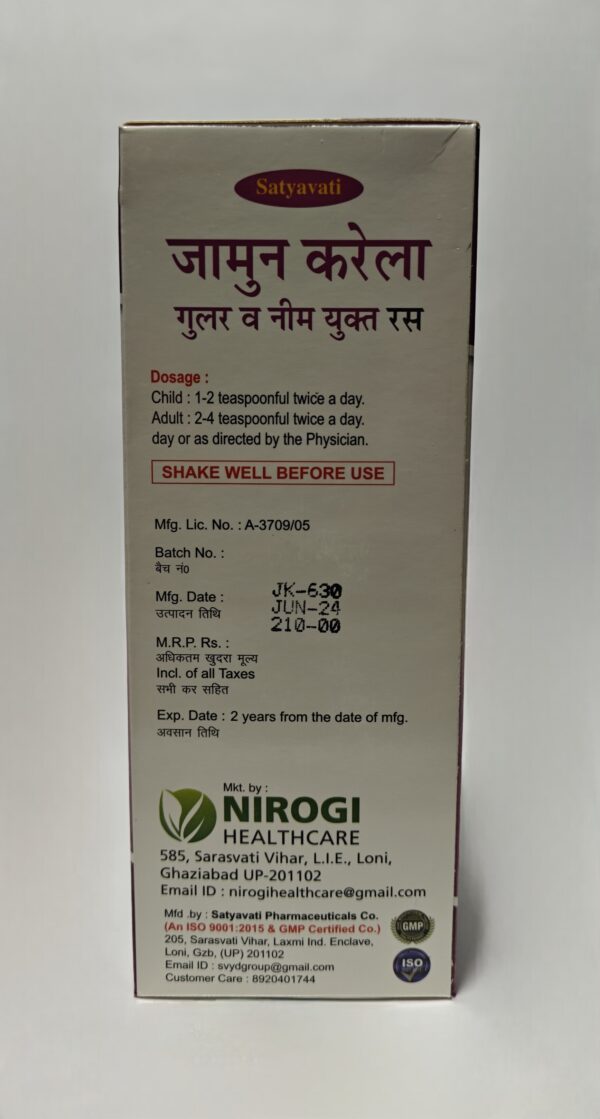 Satyavati
जामुन करेला
गुलर व नीम युक्त रस
Dosage :
Child : 1-2 teaspoonful twice a day.
Adult : 2-4 teaspoonful twice a day.
day or as directed by the Physician.
SHAKE WELL BEFORE USE
Mfg. Lic. No. : A-3709/05
Batch No. :
बैच नं0
Mfg. Date :
उत्पादन तिथि
JK-630
JUN-24
210-00
M.R.P. Rs. :
अधिकतम खुदरा मूल्य
Incl. of all Taxes
सभी कर सहित
Exp. Date : 2 years from the date of mfg.
अवसान तिथि
Mkt. by :
NIROGI
HEALTHCARE
585, Sarasvati Vihar, L.I.E., Loni,
Ghaziabad UP-201102
Email ID : nirogihealthcare@gmail.com
Mfd .by : Satyavati Pharmaceuticals Co.
(An ISO 9001:2015 & GMP Certified Co.)
205, Sarasvati Vihar, Laxmi Ind. Enclave,
Loni, Gzb, (UP) 201102
Email ID : svydgroup@gmail.com
Customer Care : 8920401744
GMP
ISO